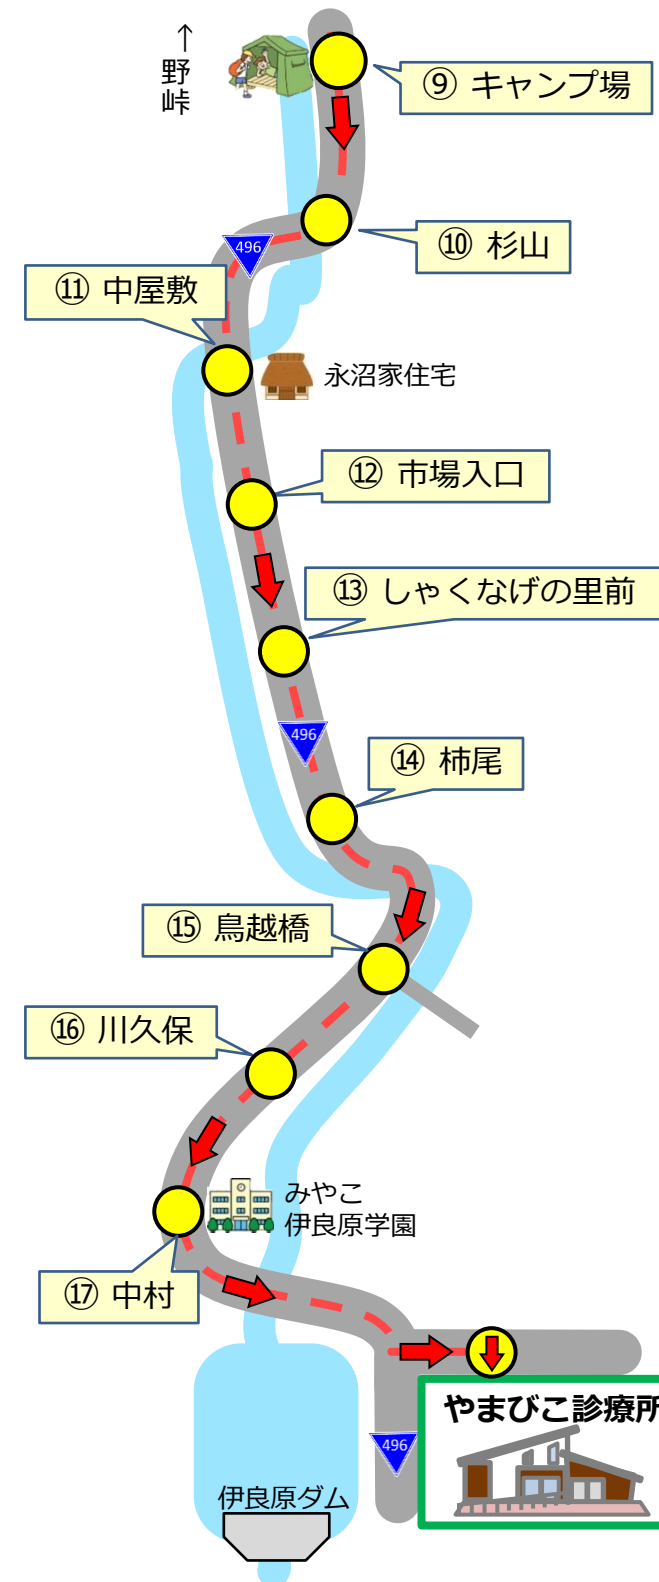 ↑
野峠
⑨ キャンプ場
⑩ 杉山
496
⑪ 中屋敷
永沼家住宅
⑫ 市場入口
⑬ しゃくなげの里前
496
⑭ 柿尾
⑮ 鳥越橋
⑯ 川久保
みやこ
伊良原学園
⑰ 中村
やまびこ診療所
496
伊良原ダム